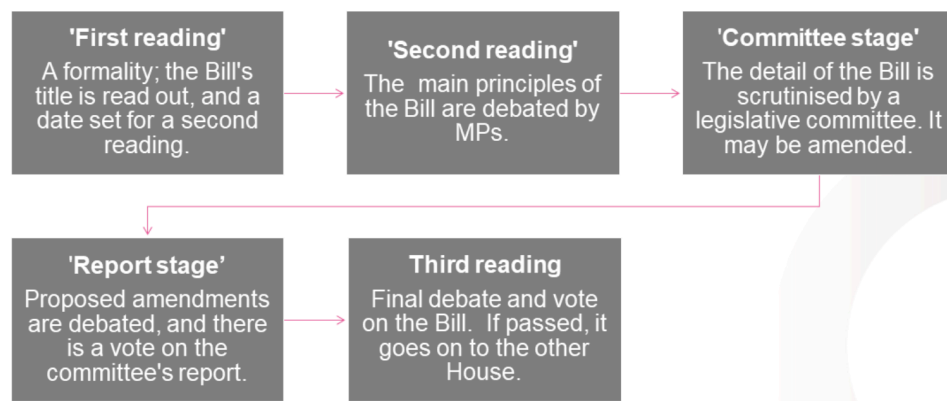 'First reading'
A formality; the Bill's
title is read out, and a
date set for a second
reading.
'Second reading'
The main principles of
the Bill are debated by
MPs.
'Committee stage'
The detail of the Bill is
scrutinised by a
legislative committee. It
may be amended.
'Report stage’
Proposed amendments
are debated, and there
is a vote on the
committee's report.
Third reading
Final debate and vote
on the Bill. If passed, it
goes on to the other
House.